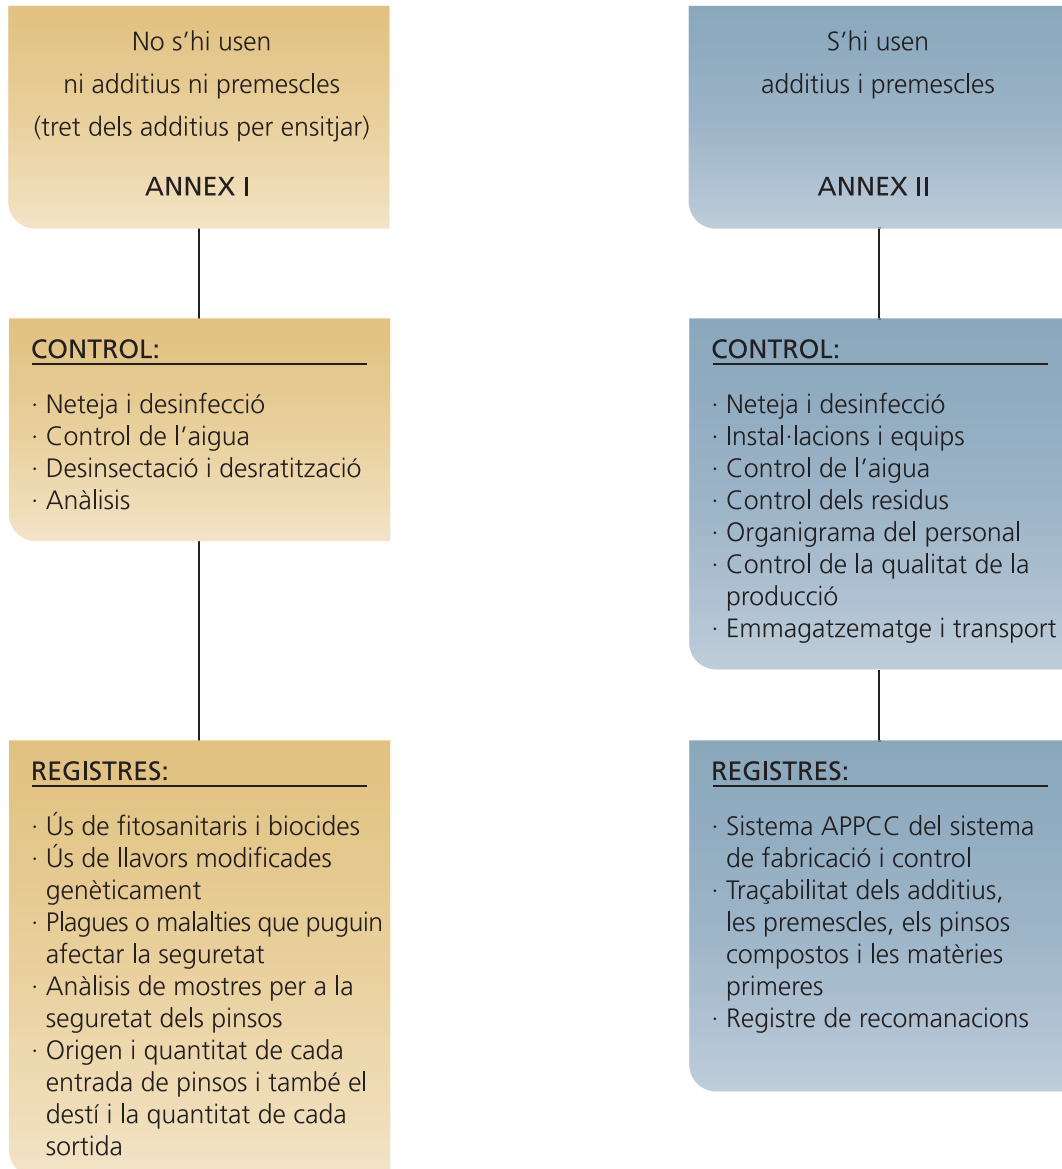 No s’hi usen
ni additius ni premescles
(tret dels additius per ensitjar)
ANNEX I
CONTROL:
· Neteja i desinfecció
· Control de l’aigua
· Desinsectació i desratització
· Anàlisis
REGISTRES:
· Ús de fitosanitaris i biocides
· Ús de llavors modificades
genèticament
· Plagues o malalties que puguin
afectar la seguretat
· Anàlisis de mostres per a la
seguretat dels pinsos
· Origen i quantitat de cada
entrada de pinsos i també el
destí i la quantitat de cada
sortida
S’hi usen
additius i premescles
ANNEX II
CONTROL:
· Neteja i desinfecció
· Instal·lacions i equips
· Control de l’aigua
· Control dels residus
· Organigrama del personal
· Control de la qualitat de la
producció
· Emmagatzematge i transport
REGISTRES:
· Sistema APPCC del sistema
de fabricació i control
· Traçabilitat dels additius,
les premescles, els pinsos
compostos i les matèries
primeres
· Registre de recomanacions